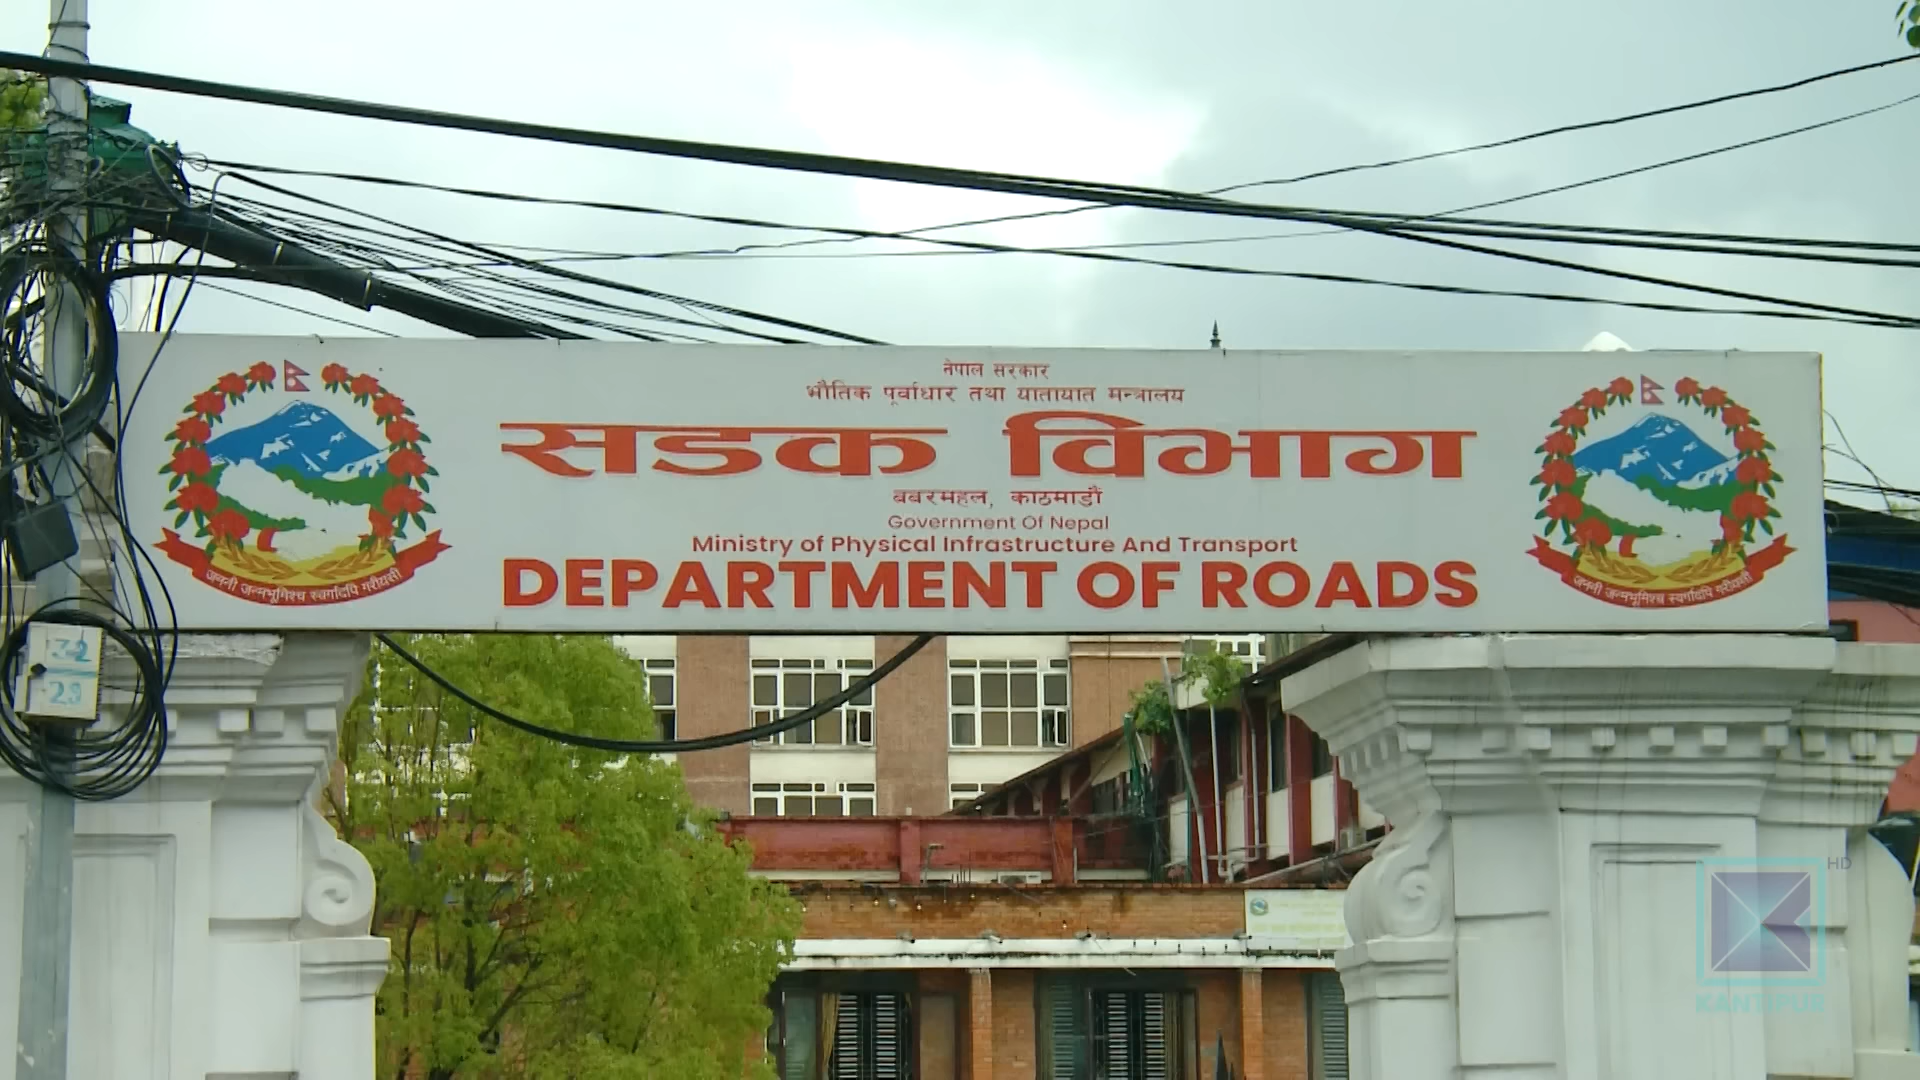 नेपाल सरकार
भौतिक पूर्वाधार तथा यातायात मन्त्रालय
सडक विभाग
बबरमहल, काठमाडौं
Government Of Nepal
Ministry of Physical Infrastructure And Transport
DEPARTMENT OF ROADS
जननी जन्मभूमिश्च स्वर्गादपि गरीयसी
जननी जन्मभूमिश्च स्वर्गादपि गरीयसी
32
29
HD
KANTIPUR